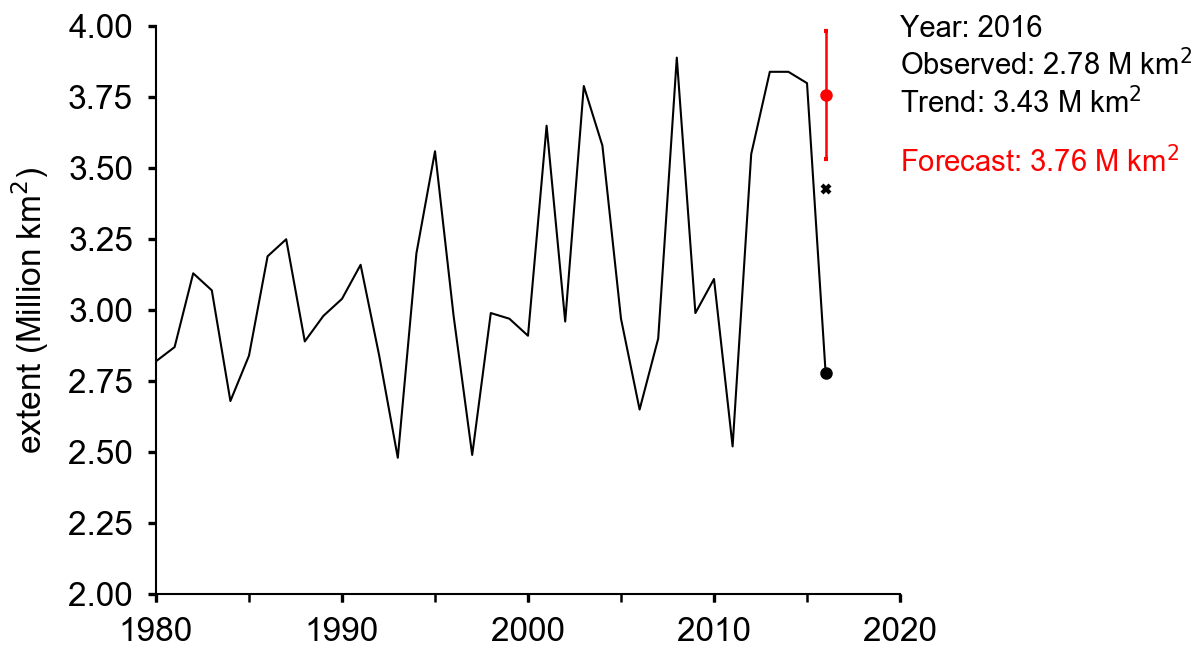 4.00
3.75
3.50
3.25
3.00
2.75
2.50
2.25
2.00
extent (Million km²)
1980 1990 2000 2010 2020
Year: 2016
Observed: 2.78 M km²
Trend: 3.43 M km²
Forecast: 3.76 M km²